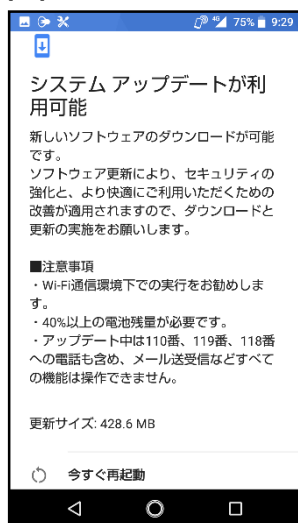 4G 75% 9:29
システム アップデートが利
用可能
新しいソフトウェアのダウンロードが可能
です。
ソフトウェア更新により、セキュリティの
強化と、より快適にご利用いただくための
改善が適用されますので、ダウンロードと
更新の実施をお願いします。
■注意事項
・Wi-Fi通信環境下での実行をお勧めしま
す。
・40%以上の電池残量が必要です。
・アップデート中は110番、119番、118番
への電話も含め、メール送受信などすべて
の機能は操作できません。
更新サイズ: 428.6 MB
今すぐ再起動